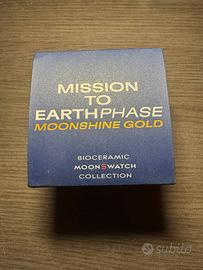 MISSION
TO
EARTHPHASE
MOONSHINE GOLD
BIOCERAMIC
MOONSWATCH
COLLECTION
subito